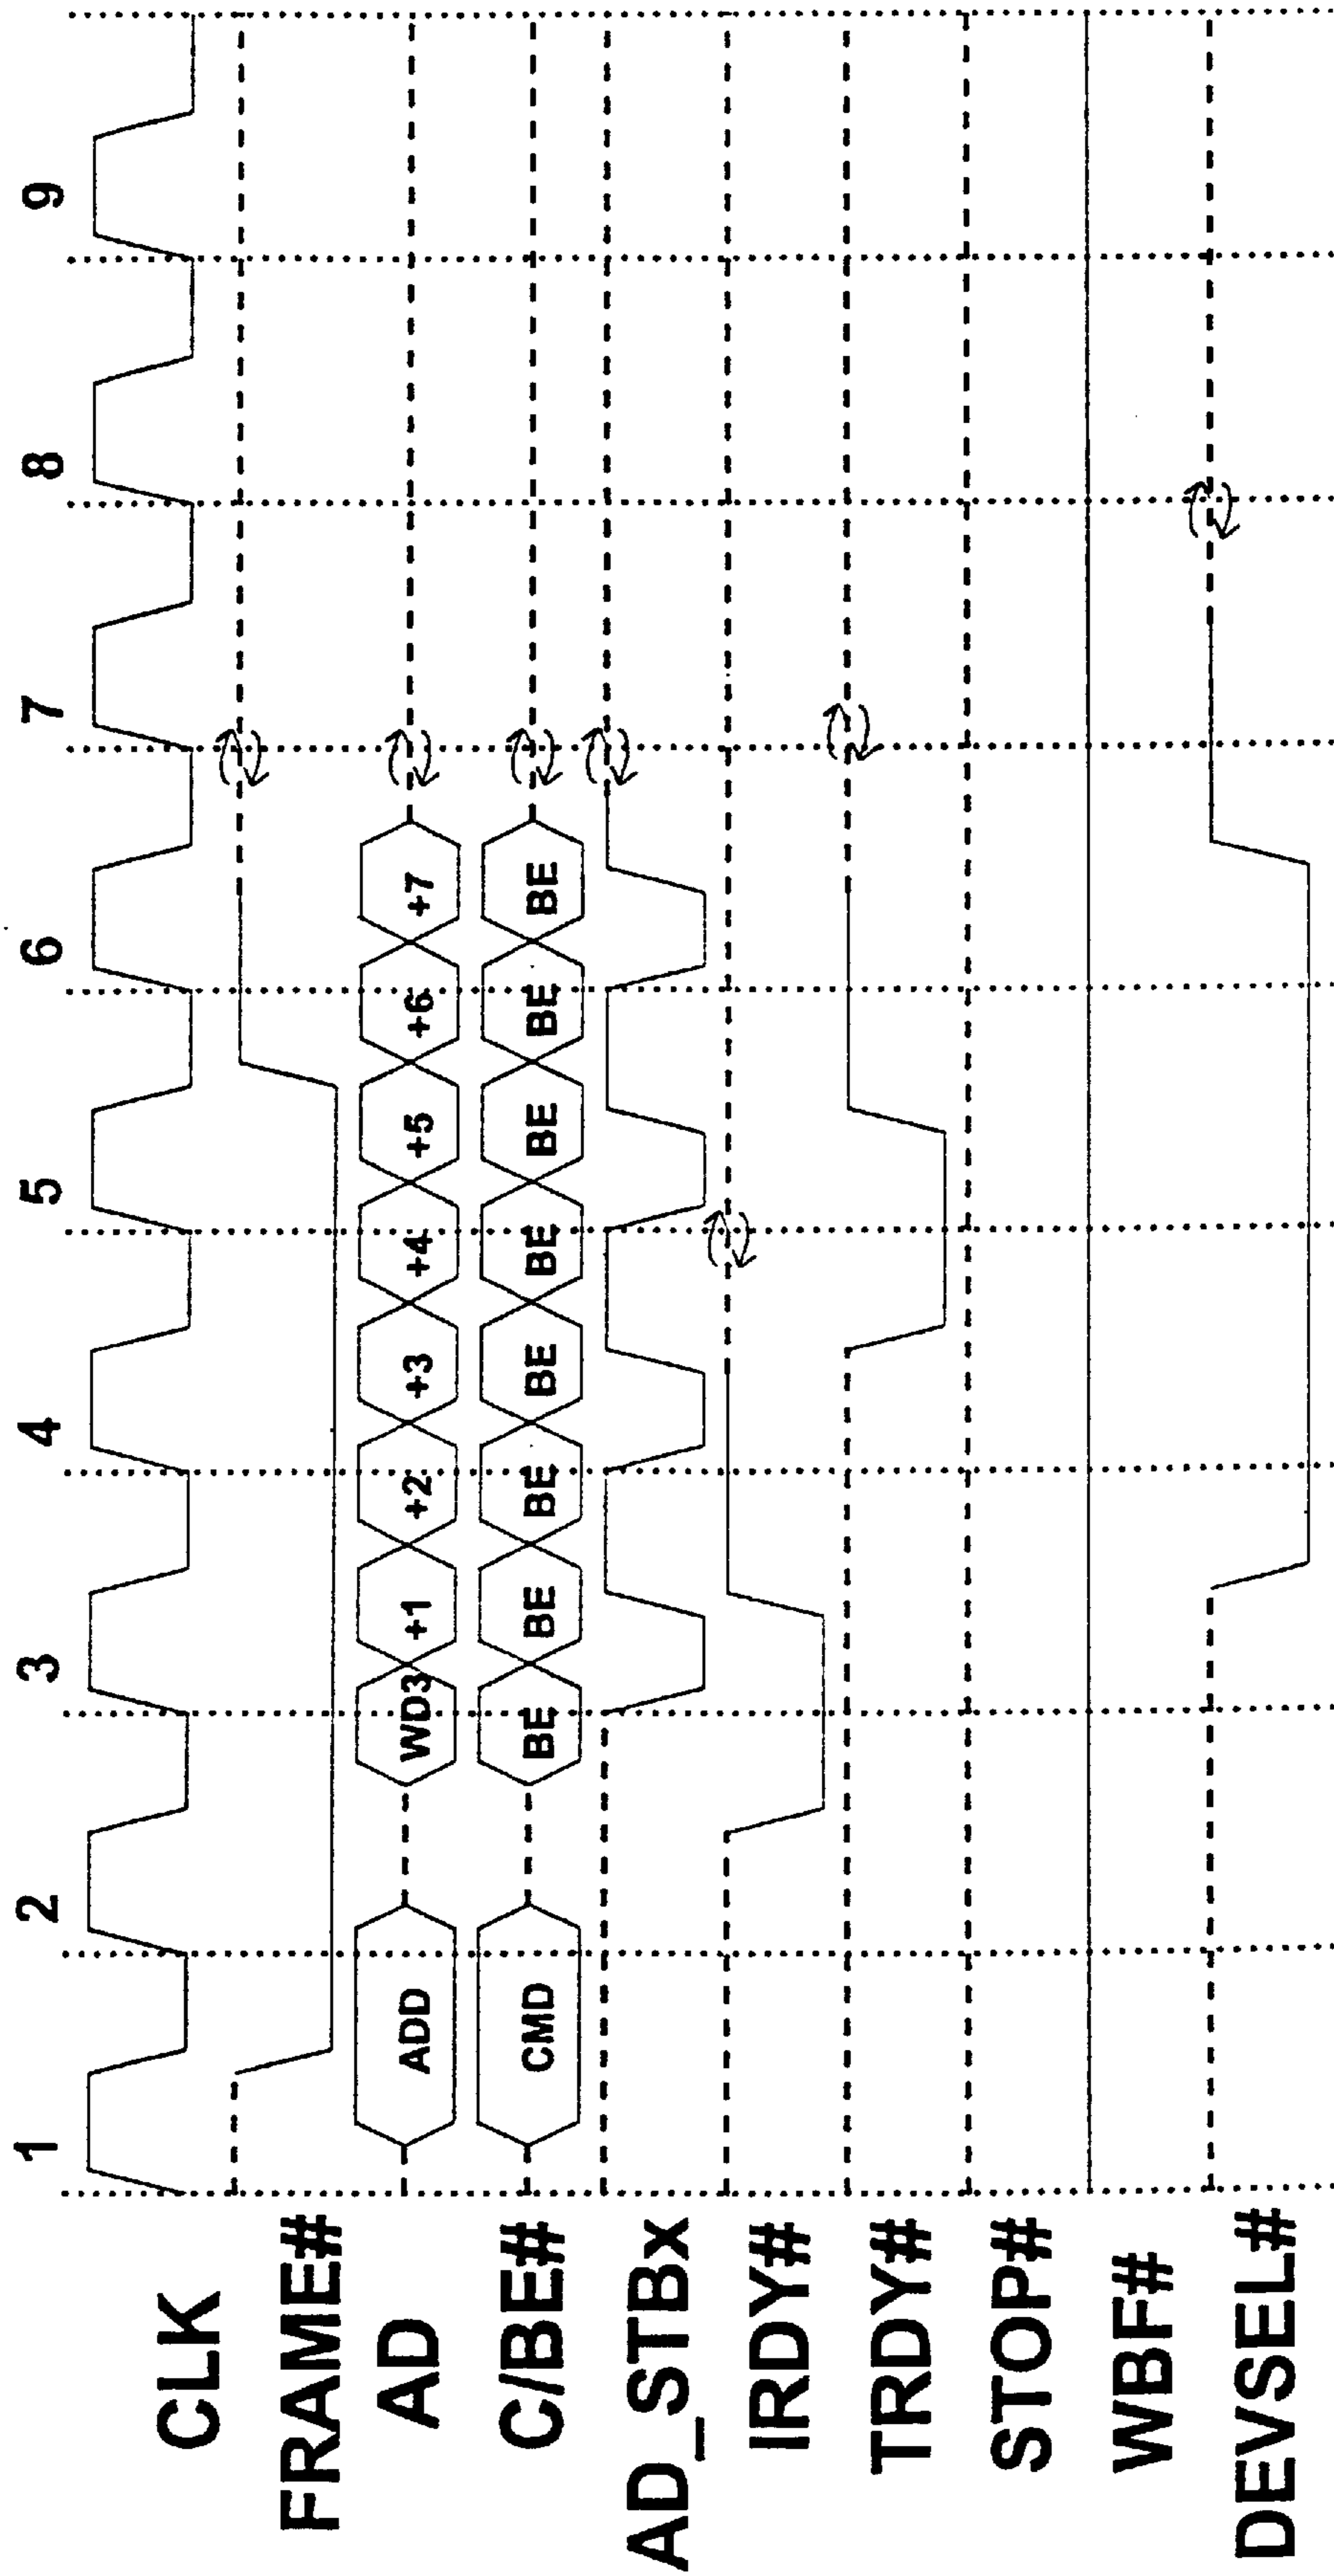 1 2 3 4 5 6 7 8 9
CLK
FRAME#
AD ADD WD3 +1 +2 +3 +4 +5 +6 +7
C/BE# CMD BE BE BE BE BE BE BE BE
AD_STBx
IRDY#
TRDY#
STOP#
WBF#
DEVSEL#